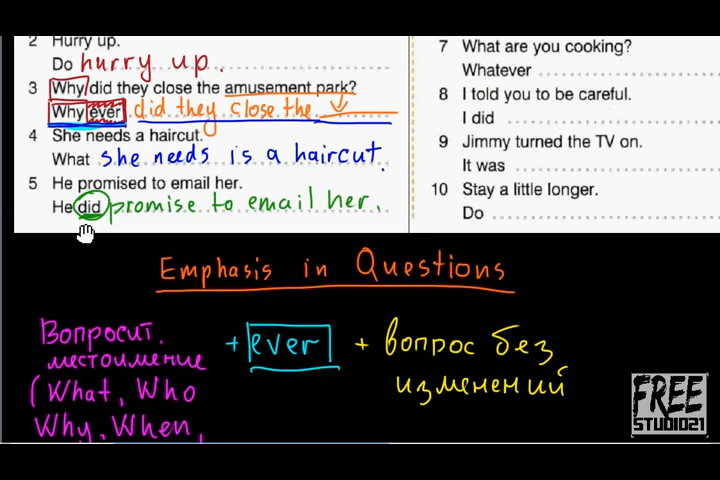 2 Hurry up.
Do hurry up.
3 Why did they close the amusement park?
Why ever did they close the
4 She needs a haircut.
What she needs is a haircut.
5 He promised to email her.
He did promise to email her.
7 What are you cooking?
Whatever
8 I told you to be careful.
I did
9 Jimmy turned the TV on.
It was
10 Stay a little longer.
Do
Emphasis in Questions
Вопросит.
местоимение
(What, Who
Why, When,
+ ever + вопрос без
изменений
FREE
STUDIO21